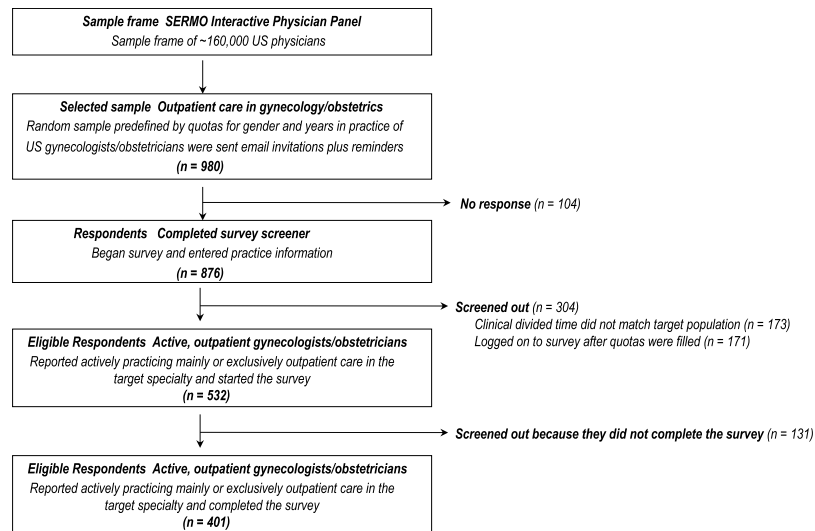 Sample frame SERMO Interactive Physician Panel
Sample frame of ~160,000 US physicians
Selected sample Outpatient care in gynecology/obstetrics
Random sample predefined by quotas for gender and years in practice of
US gynecologists/obstetricians were sent email invitations plus reminders
(n = 980)
No response (n = 104)
Respondents Completed survey screener
Began survey and entered practice information
(n = 876)
Screened out (n = 304)
Clinical divided time did not match target population (n = 173)
Logged on to survey after quotas were filled (n = 171)
Eligible Respondents Active, outpatient gynecologists/obstetricians
Reported actively practicing mainly or exclusively outpatient care in the
target specialty and started the survey
(n = 532)
Screened out because they did not complete the survey (n = 131)
Eligible Respondents Active, outpatient gynecologists/obstetricians
Reported actively practicing mainly or exclusively outpatient care in the
target specialty and completed the survey
(n = 401)